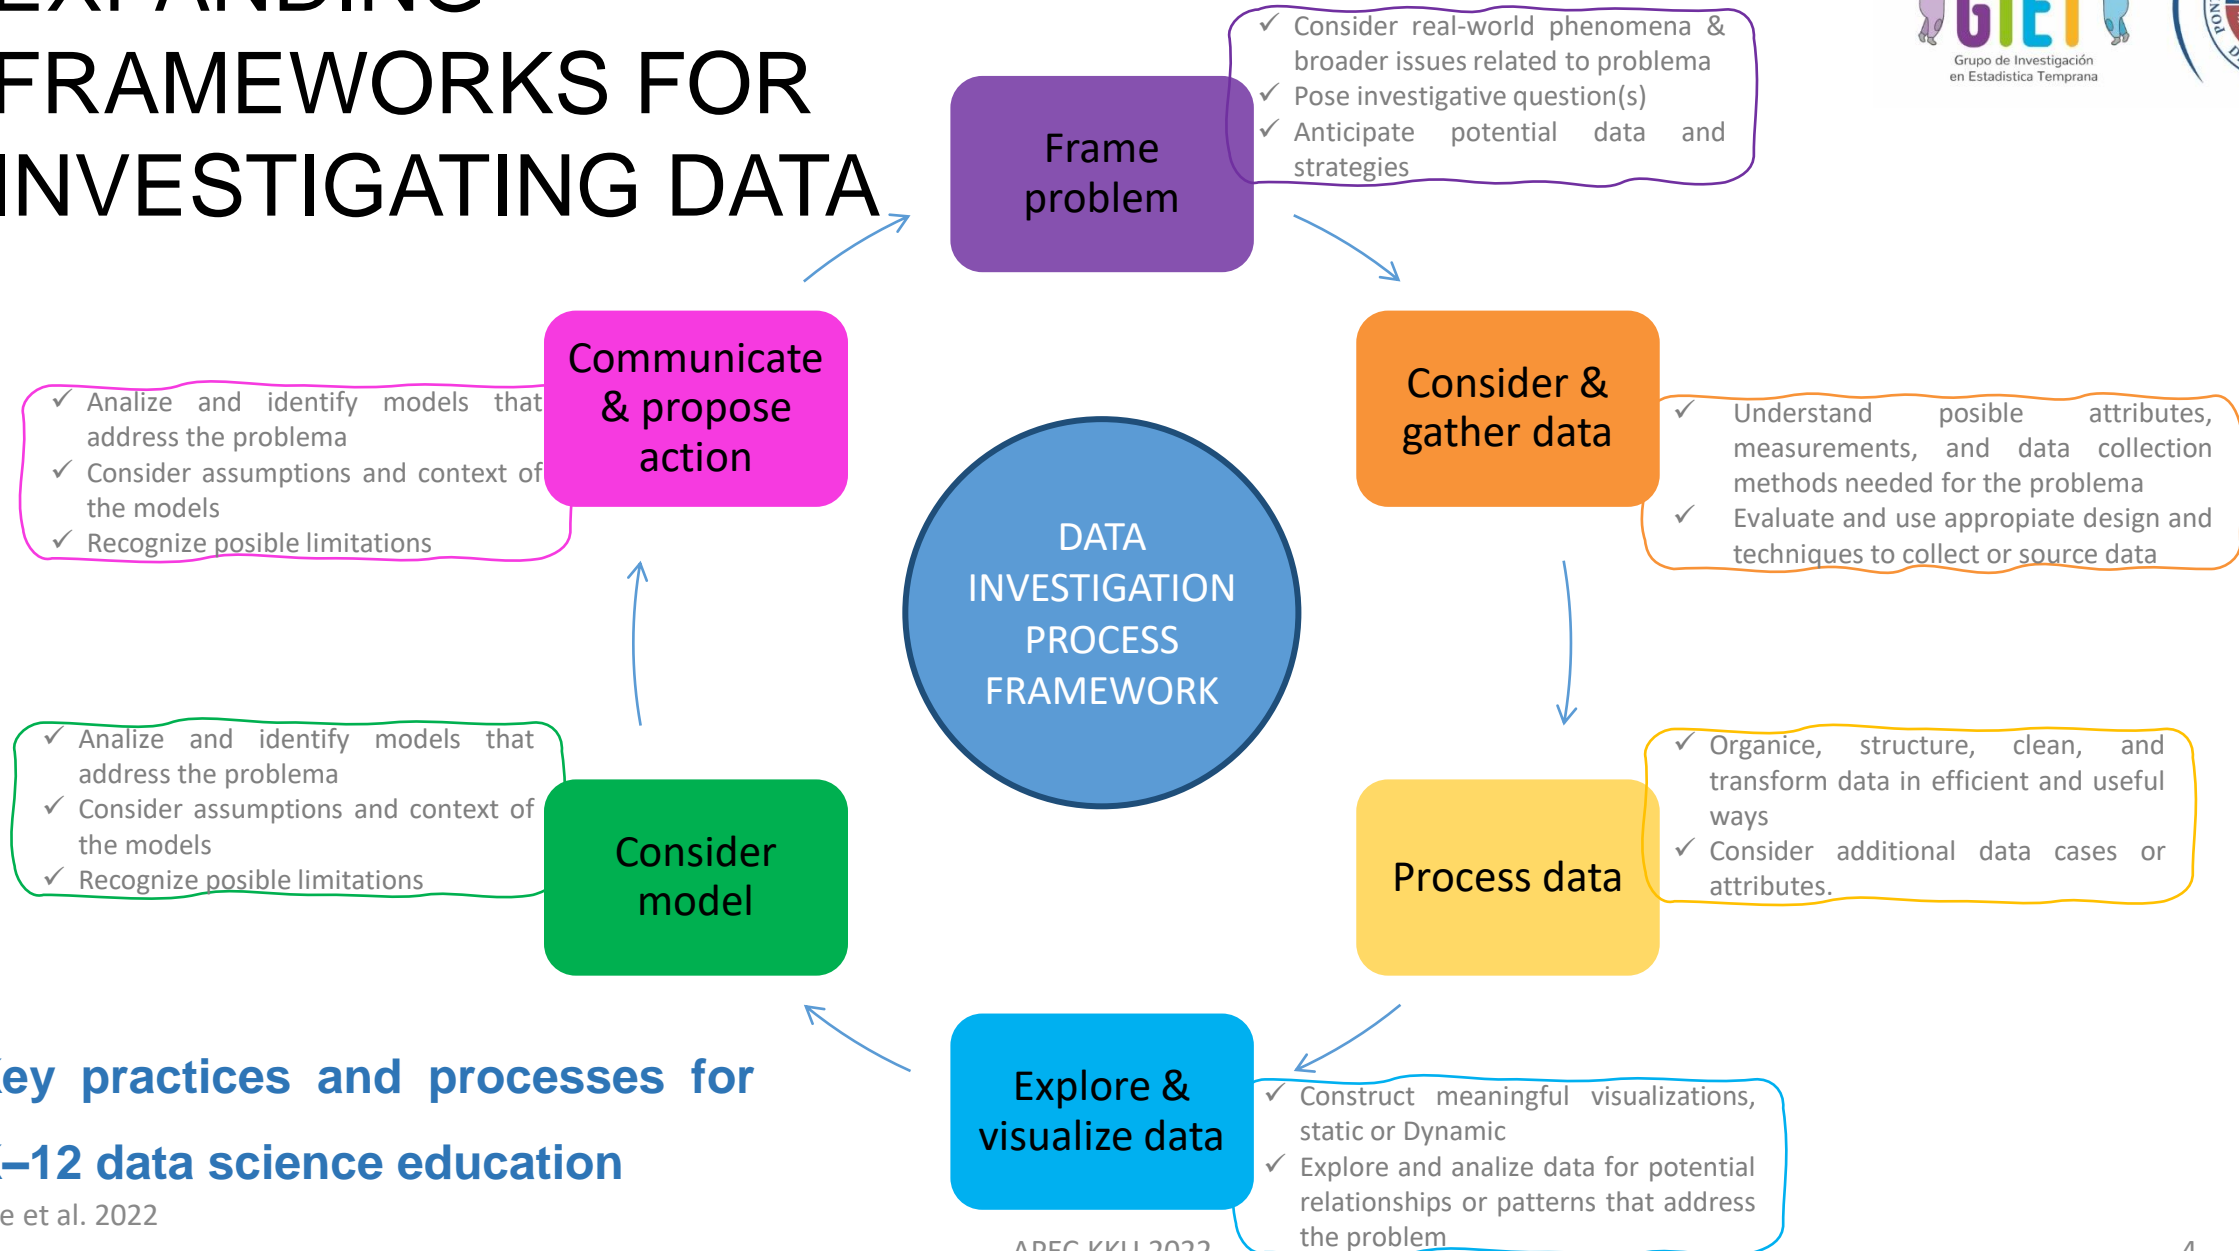 EXPANDING
FRAMEWORKS FOR
INVESTIGATING DATA
GIET
Grupo de Investigación
en Estadistica Temprana
Frame
problem
✓ Consider real-world phenomena &
broader issues related to problema
✓ Pose investigative question(s)
✓ Anticipate potential data and
strategies
Communicate
& propose
action
✓ Analize and identify models that
address the problema
✓ Consider assumptions and context of
the models
✓ Recognize posible limitations
Consider &
gather data
✓ Understand posible attributes,
measurements, and data collection
methods needed for the problema
✓ Evaluate and use appropiate design and
techniques to collect or source data
DATA
INVESTIGATION
PROCESS
FRAMEWORK
✓ Analize and identify models that
address the problema
✓ Consider assumptions and context of
the models
✓ Recognize posible limitations
Consider
model
Process data
✓ Organice, structure, clean, and
transform data in efficient and useful
ways
✓ Consider additional data cases or
attributes.
Explore &
visualize data
✓ Construct meaningful visualizations,
static or Dynamic
✓ Explore and analize data for potential
relationships or patterns that address
the problem
Key practices and processes for
K–12 data science education
e et al. 2022
APEC KKU 2022
4